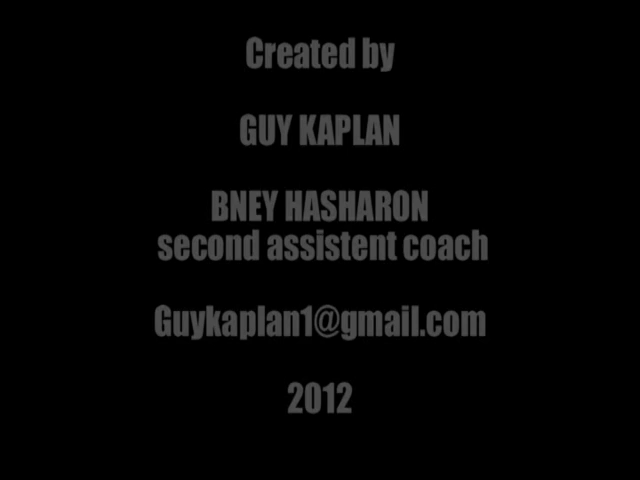 Created by
GUY KAPLAN
BNEY HASHARON
second assistent coach
Guykaplan1@gmail.com
2012